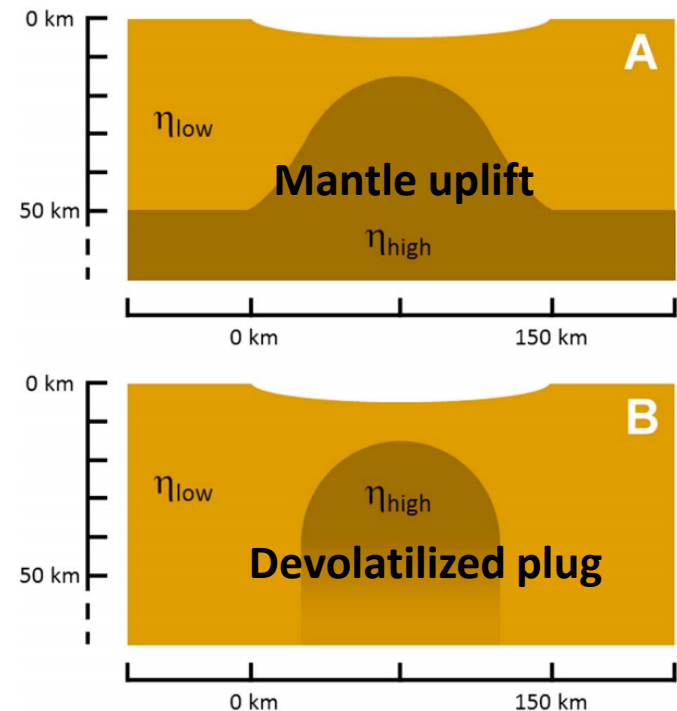 0 km
A
ηlow
Mantle uplift
50 km
ηhigh
0 km 150 km
0 km
B
ηlow
ηhigh
Devolatilized plug
50 km
0 km 150 km